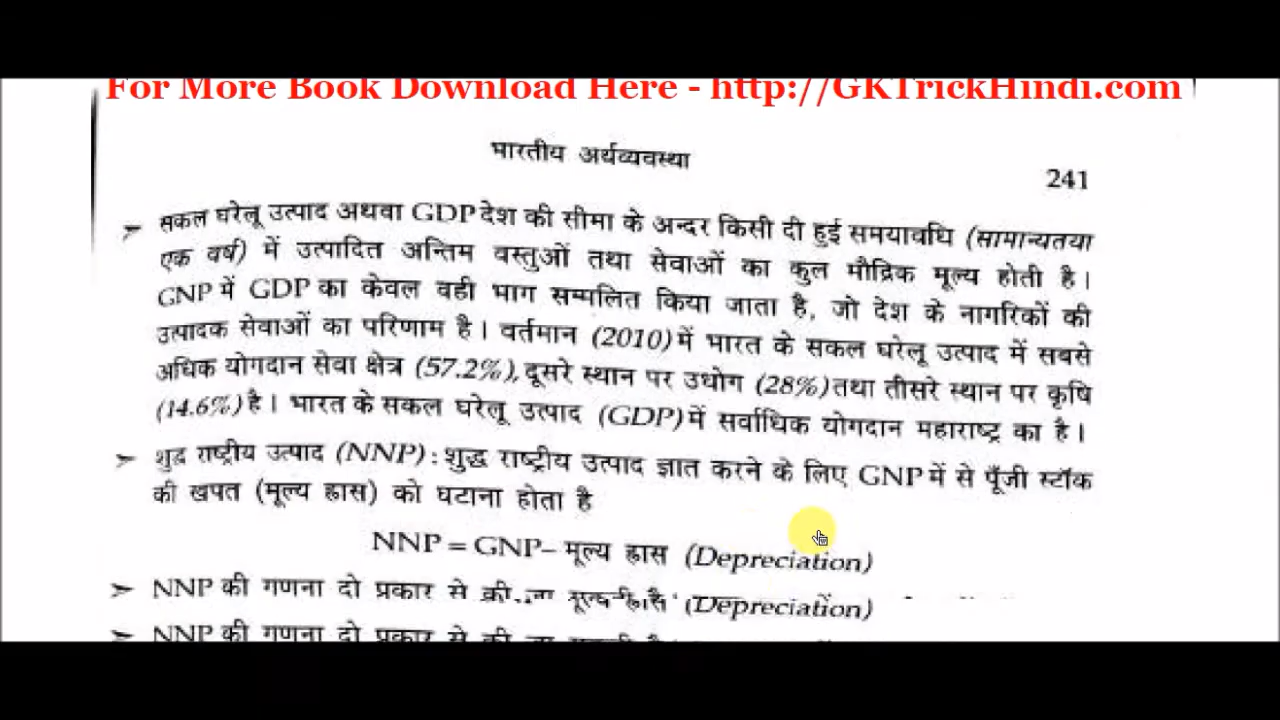 For More Book Download Here - http://GKTrickHindi.com
भारतीय अर्थव्यवस्था
241
➢ सकल घरेलू उत्पाद अथवा GDP देश की सीमा के अन्दर किसी दी हुई समयावधि (सामान्यतया
एक वर्ष) में उत्पादित अन्तिम वस्तुओं तथा सेवाओं का कुल मौद्रिक मूल्य होती है।
GNP में GDP का केवल वही भाग सम्मलित किया जाता है, जो देश के नागरिकों की
उत्पादक सेवाओं का परिणाम है। वर्तमान (2010) में भारत के सकल घरेलू उत्पाद में सबसे
अधिक योगदान सेवा क्षेत्र (57.2%), दूसरे स्थान पर उधोग (28%) तथा तीसरे स्थान पर कृषि
(14.6%) है। भारत के सकल घरेलू उत्पाद (GDP) में सर्वाधिक योगदान महाराष्ट्र का है।
➢ शुद्ध राष्ट्रीय उत्पाद (NNP) : शुद्ध राष्ट्रीय उत्पाद ज्ञात करने के लिए GNP में से पूँजी स्टॉक
की खपत (मूल्य ह्रास) को घटाना होता है
NNP = GNP – मूल्य ह्रास (Depreciation)
➢ NNP की गणना दो प्रकार से की (Depreciation)
➢ NNP की गणना दो प्रकार से की